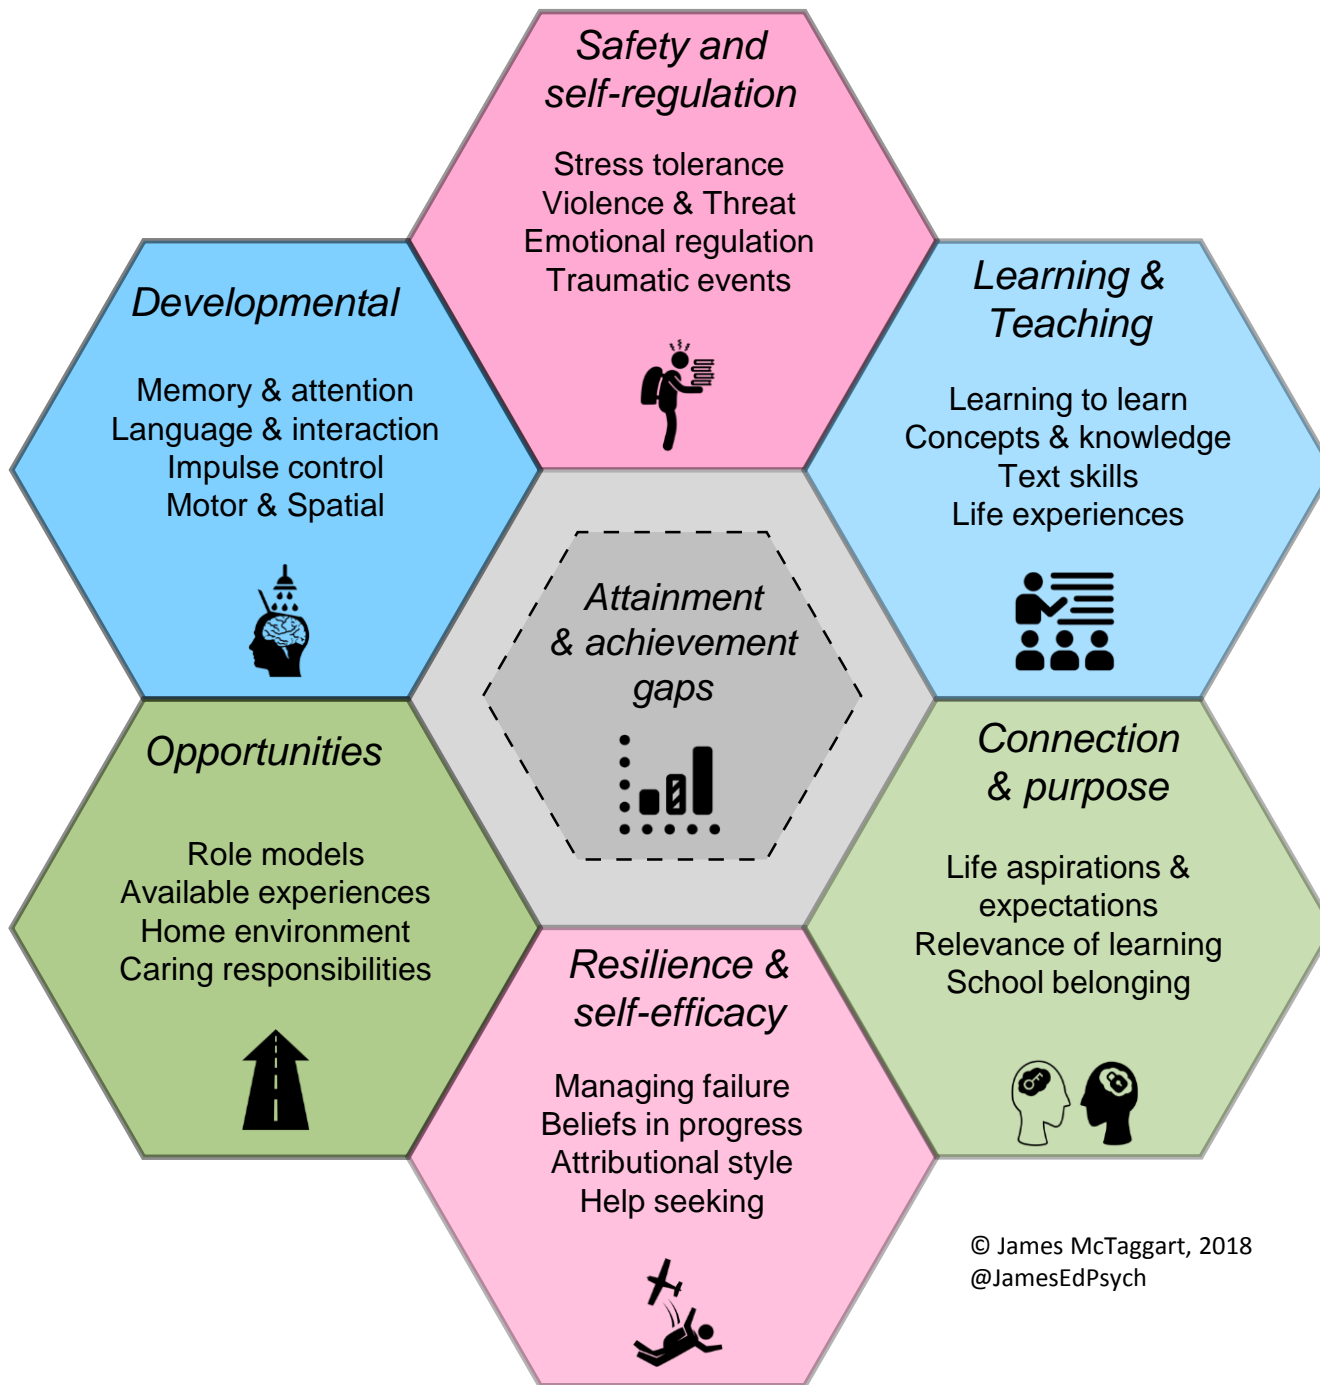 Safety and
self-regulation
Stress tolerance
Violence & Threat
Emotional regulation
Traumatic events
Developmental
Memory & attention
Language & interaction
Impulse control
Motor & Spatial
Learning &
Teaching
Learning to learn
Concepts & knowledge
Text skills
Life experiences
Attainment
& achievement
gaps
Opportunities
Role models
Available experiences
Home environment
Caring responsibilities
Connection
& purpose
Life aspirations &
expectations
Relevance of learning
School belonging
Resilience &
self-efficacy
Managing failure
Beliefs in progress
Attributional style
Help seeking
© James McTaggart, 2018
@JamesEdPsych